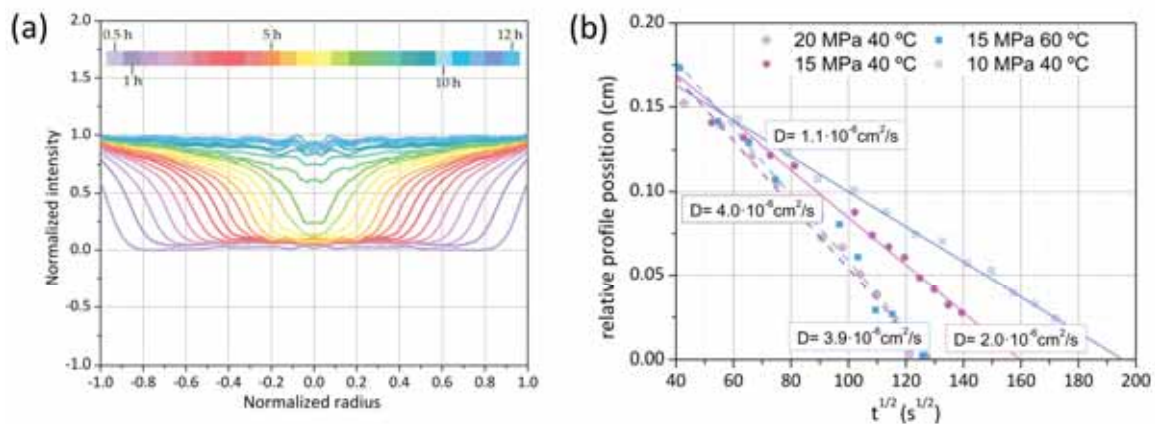 (a)
2.0
1.5
1.0
0.5
0.0
-0.5
1.0
Normalized intensity
0.5 h
5 h
12 h
1 h
10 h
-1.0 -0.8 -0.6 -0.4 -0.2 0.0 0.2 0.4 0.6 0.8 1.0
Normalized radius
(b)
0.20
0.15
0.10
0.05
0.00
relative profile possition (cm)
20 MPa 40 ºC
15 MPa 60 ºC
15 MPa 40 ºC
10 MPa 40 ºC
D= 1.1·10⁻⁶cm²/s
D= 4.0·10⁻⁶cm²/s
D= 3.9·10⁻⁶cm²/s
D= 2.0·10⁻⁶cm²/s
40 60 80 100 120 140 160 180 200
t¹/² (s¹/²)